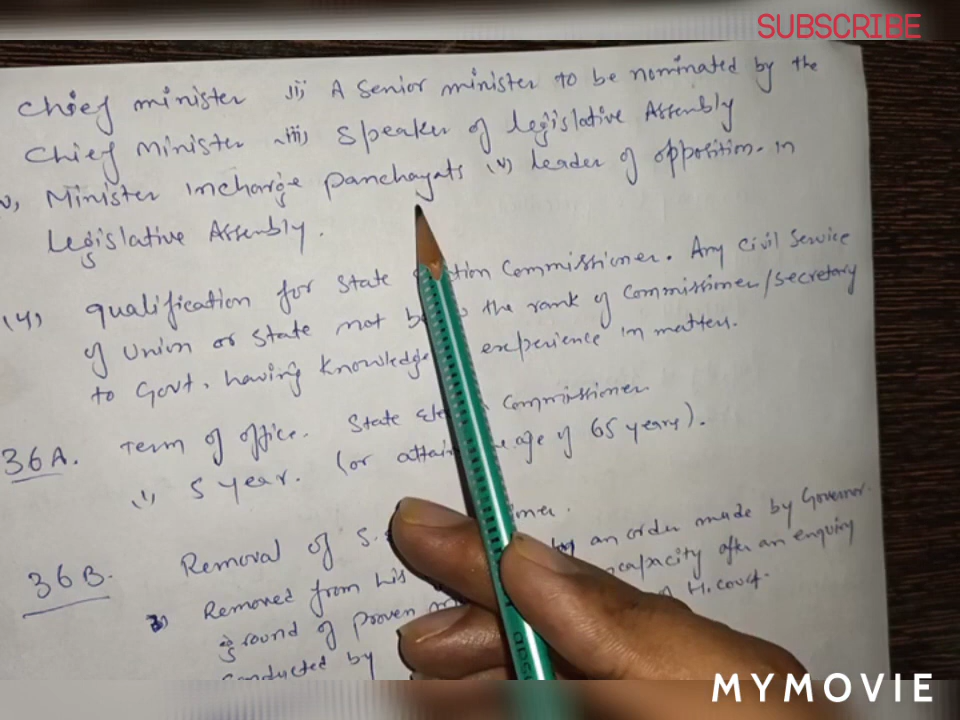 SUBSCRIBE
Chief minister ii) A Senior minister to be nominated by the
Chief Minister iii) Speaker of legislative Assembly
Minister incharge panchayats (v) leader of opposition in
legislative Assembly.
(4) Qualification for State Commissioner. Any Civil Service
of Union or State not the rank of Commissioner/Secretary
to Govt. having knowledge experience in matters.
36A. Term of office. State Commissioner
(i) 5 year. (or age of 65 years).
36B. Removal of S.
Removed from his by an order made by Governor
ground of proven after an enquiry
conducted by H. court.
MYMOVIE